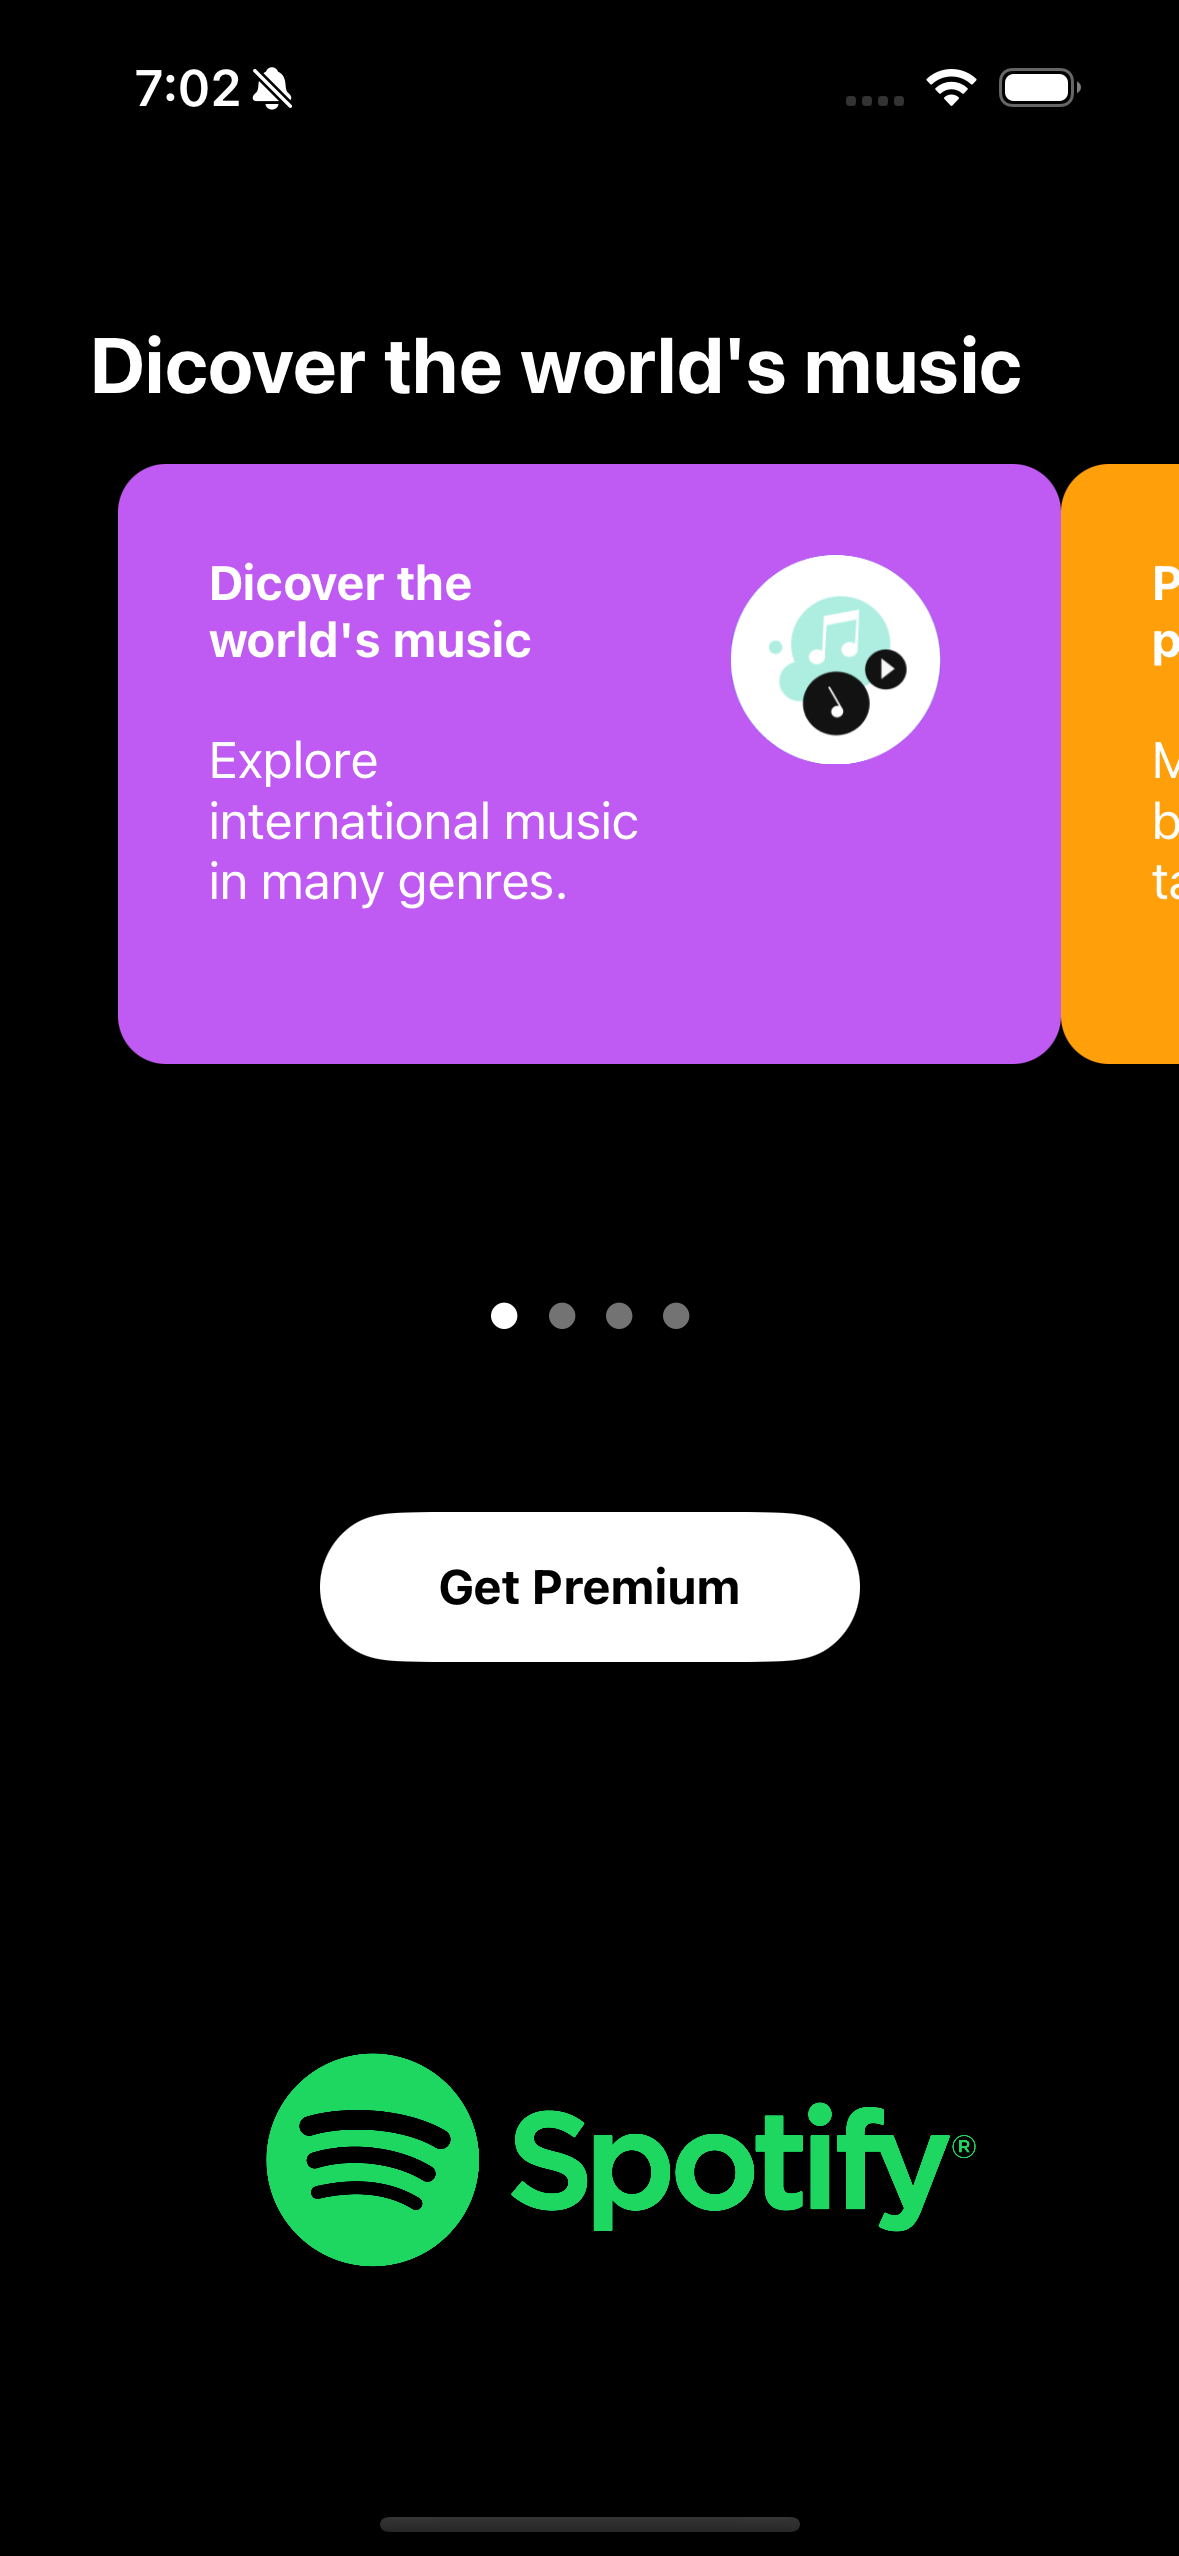 7:02
Dicover the world's music
Dicover the
world's music
Explore
international music
in many genres.
Get Premium
Spotify®